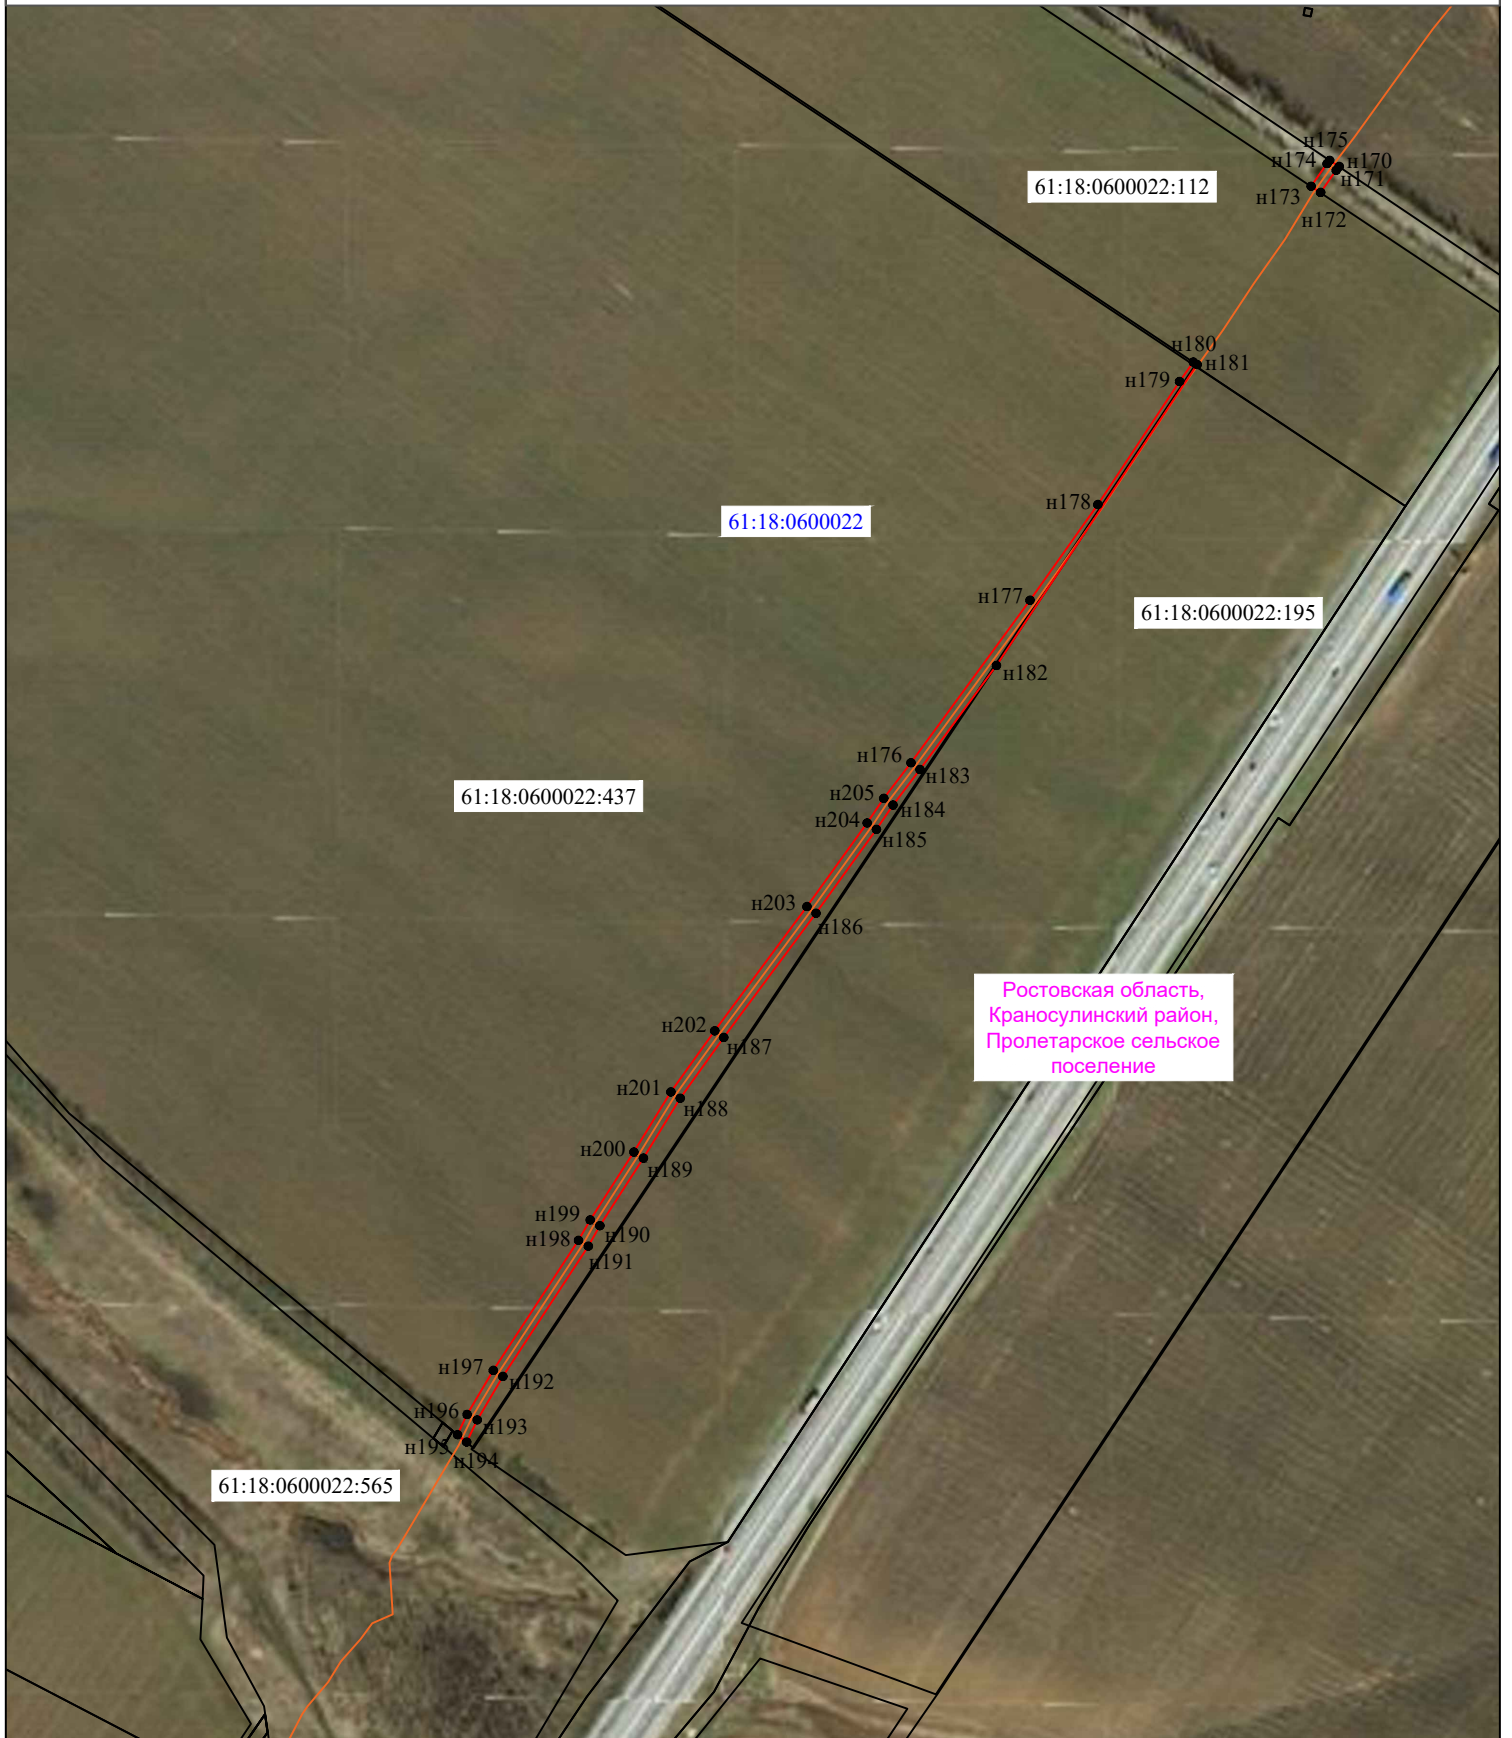 н175
н174
н170
н171
61:18:0600022:112
н173
н172
н180
н181
н179
н178
61:18:0600022
н177
61:18:0600022:195
н182
н176
н183
61:18:0600022:437
н205
н184
н204
н185
н203
н186
Ростовская область,
Краносулинский район,
Пролетарское сельское
поселение
н202
н187
н201
н188
н200
н189
н199
н190
н198
н191
н197
н192
н196
н193
н195
н194
61:18:0600022:565